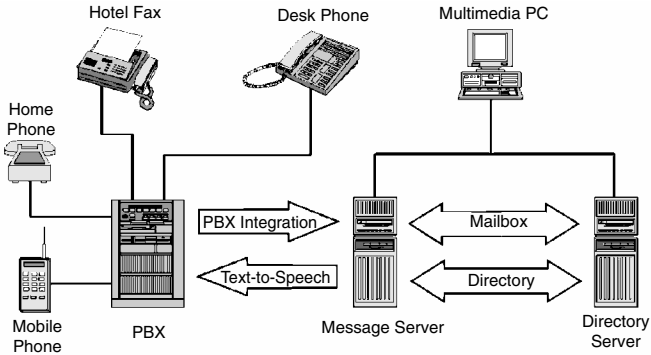 Hotel Fax
Desk Phone
Multimedia PC
Home
Phone
PBX Integration
Mailbox
Text-to-Speech
Directory
Mobile
Phone
PBX
Message Server
Directory
Server